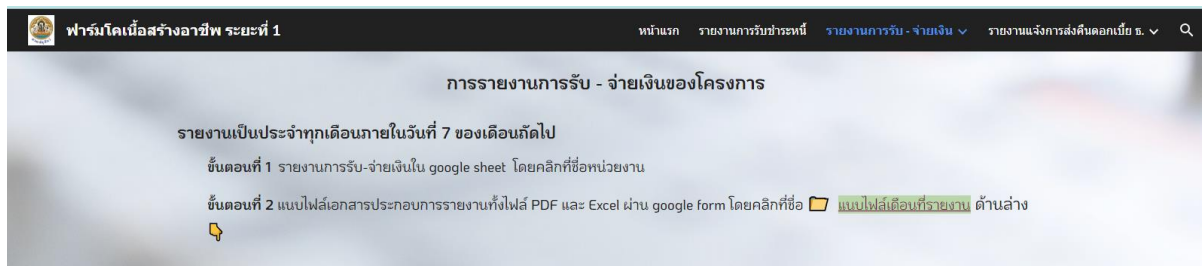 ฟาร์มโคเนื้อสร้างอาชีพ ระยะที่ 1
หน้าแรก รายงานการรับชำระหนี้ รายงานการรับ - จ่ายเงิน รายงานแจ้งการส่งคืนดอกเบี้ย ธ.
การรายงานการรับ - จ่ายเงินของโครงการ
รายงานเป็นประจำทุกเดือนภายในวันที่ 7 ของเดือนถัดไป
ขั้นตอนที่ 1 รายงานการรับ-จ่ายเงินใน google sheet โดยคลิกที่ชื่อหน่วยงาน
ขั้นตอนที่ 2 แนบไฟล์เอกสารประกอบการรายงานทั้งไฟล์ PDF และ Excel ผ่าน google form โดยคลิกที่ชื่อ 📁 แนบไฟล์เดือนที่รายงาน ด้านล่าง
👇